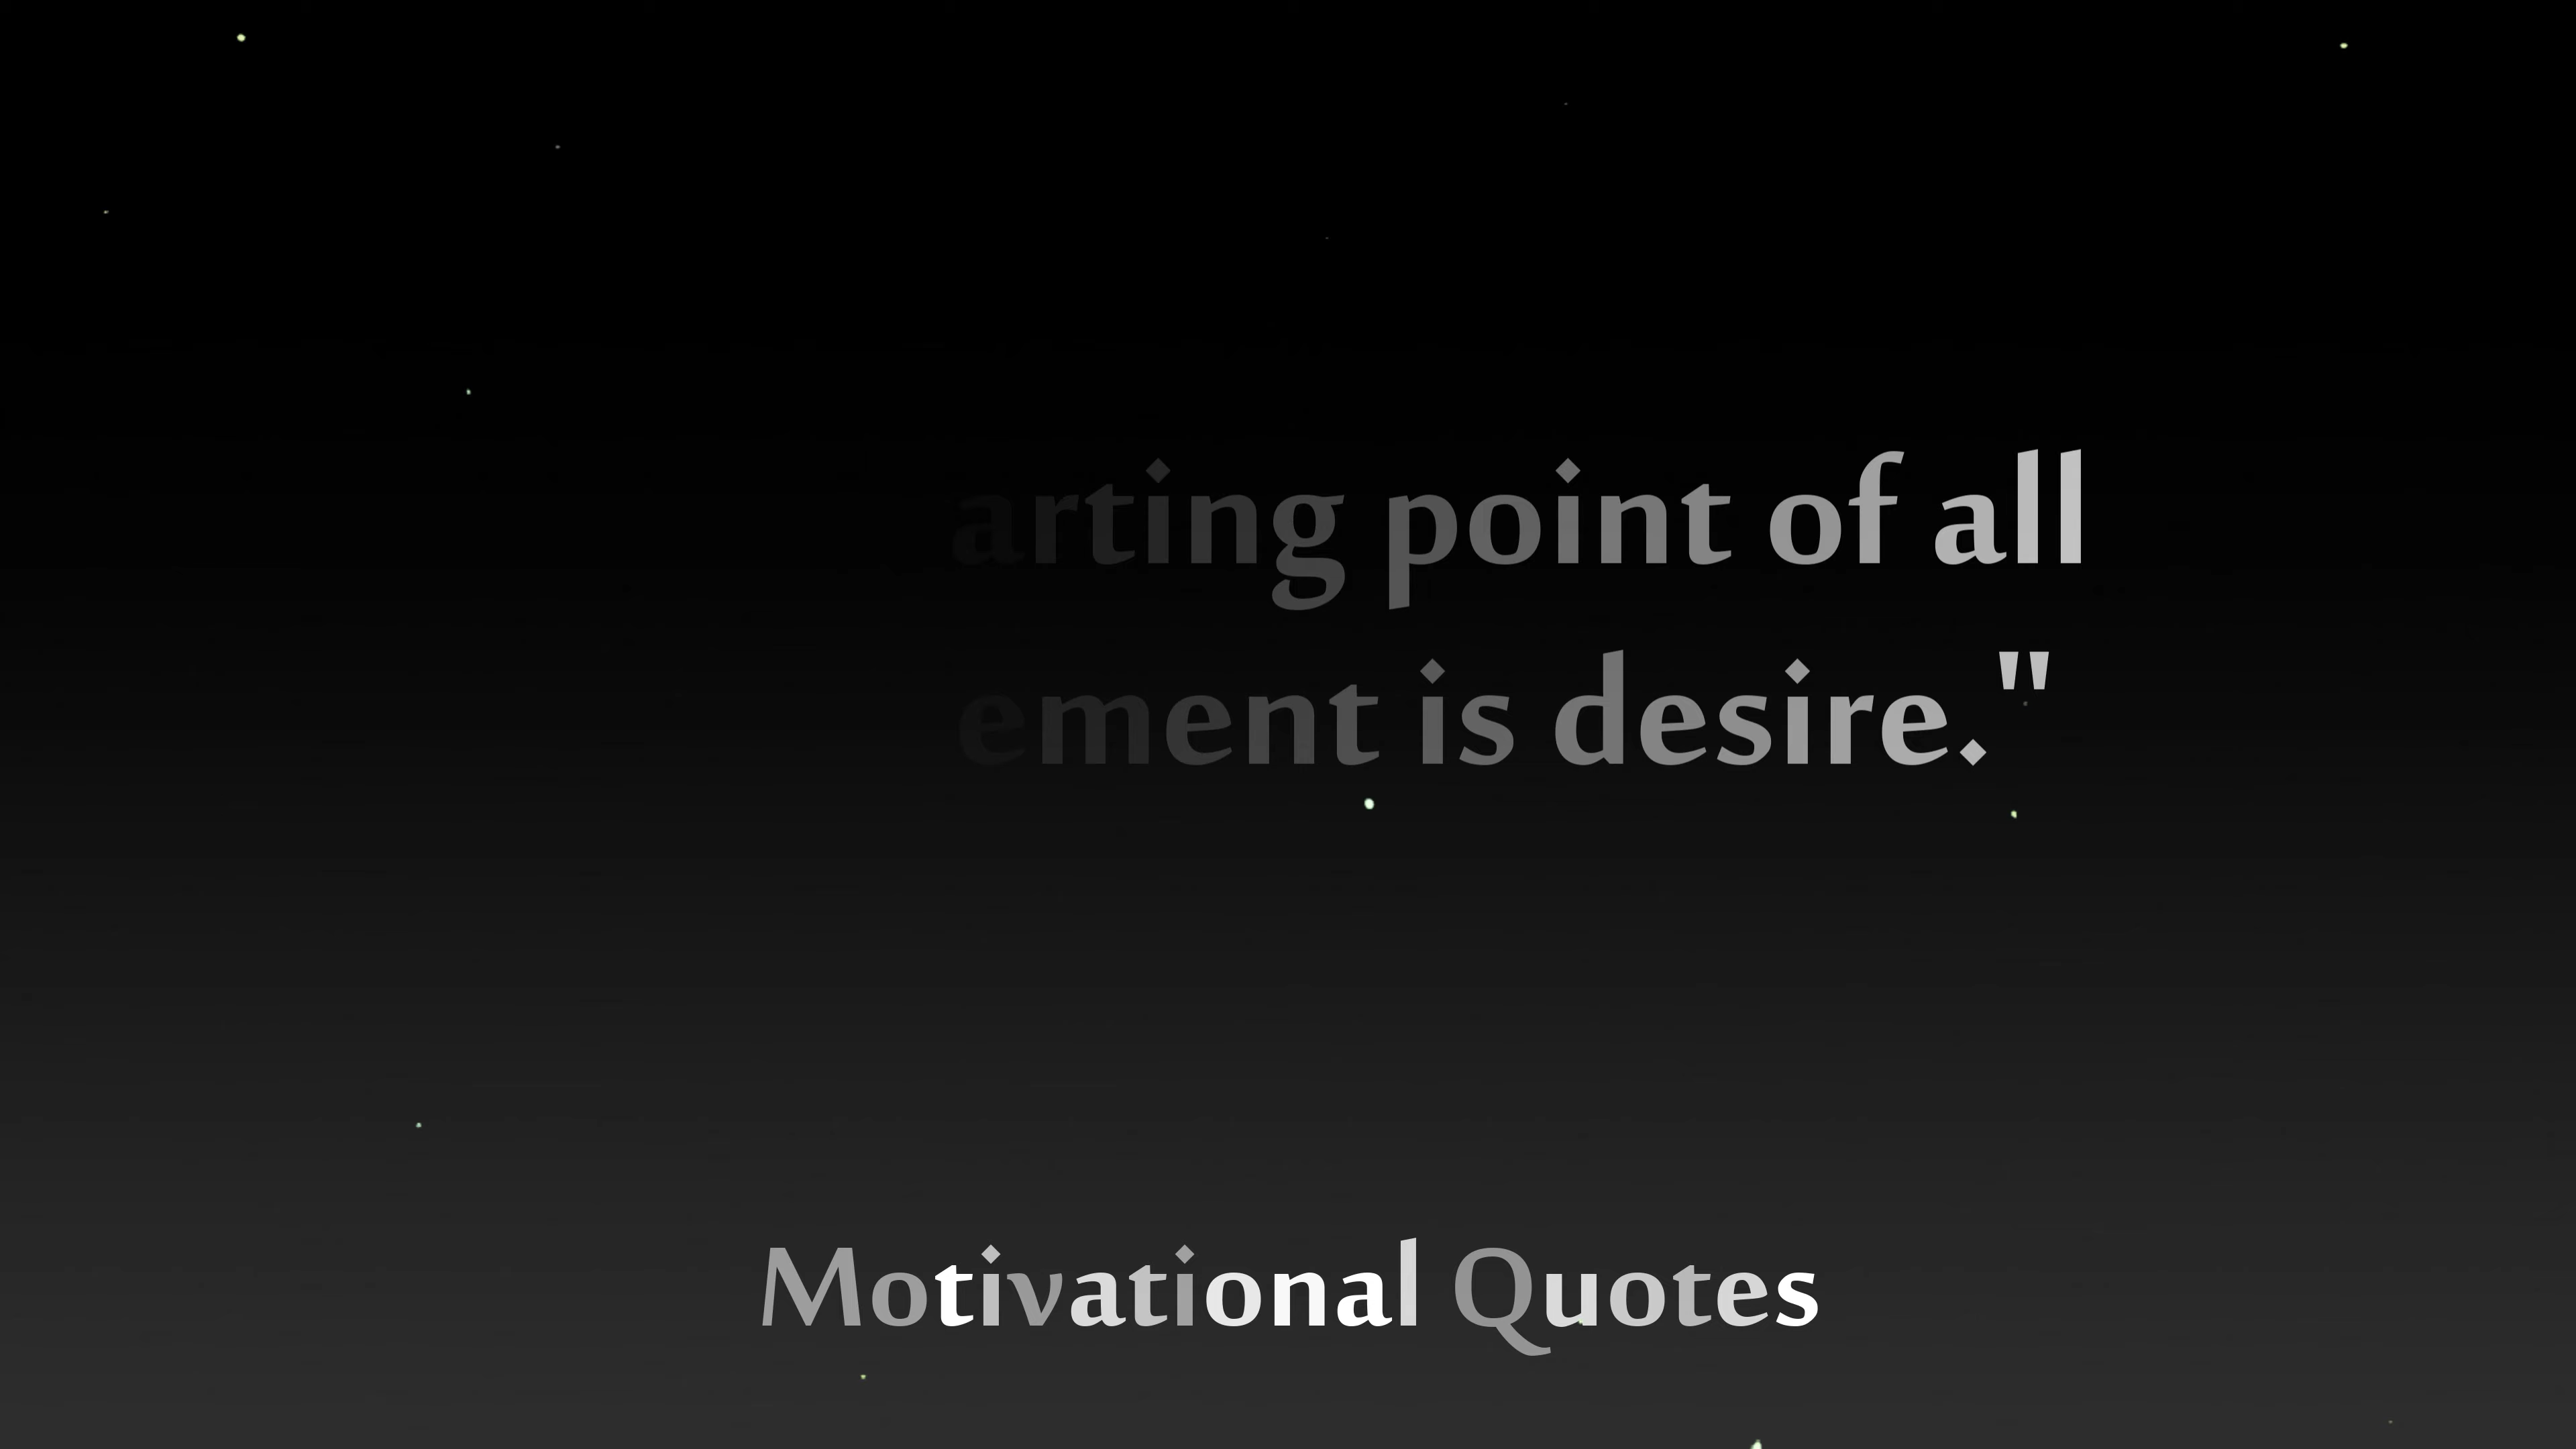 arting point of all
ement is desire."
Motivational Quotes